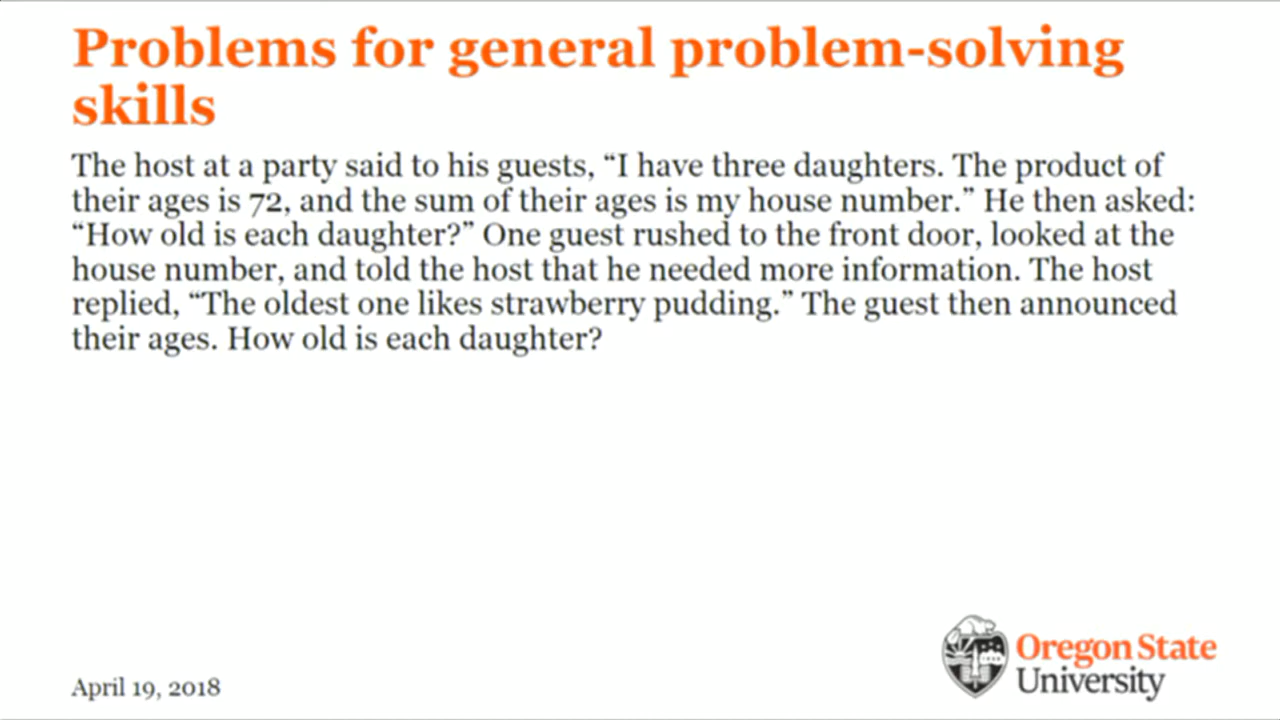 Problems for general problem-solving
skills
The host at a party said to his guests, “I have three daughters. The product of
their ages is 72, and the sum of their ages is my house number.” He then asked:
“How old is each daughter?” One guest rushed to the front door, looked at the
house number, and told the host that he needed more information. The host
replied, “The oldest one likes strawberry pudding.” The guest then announced
their ages. How old is each daughter?
April 19, 2018
Oregon State
University